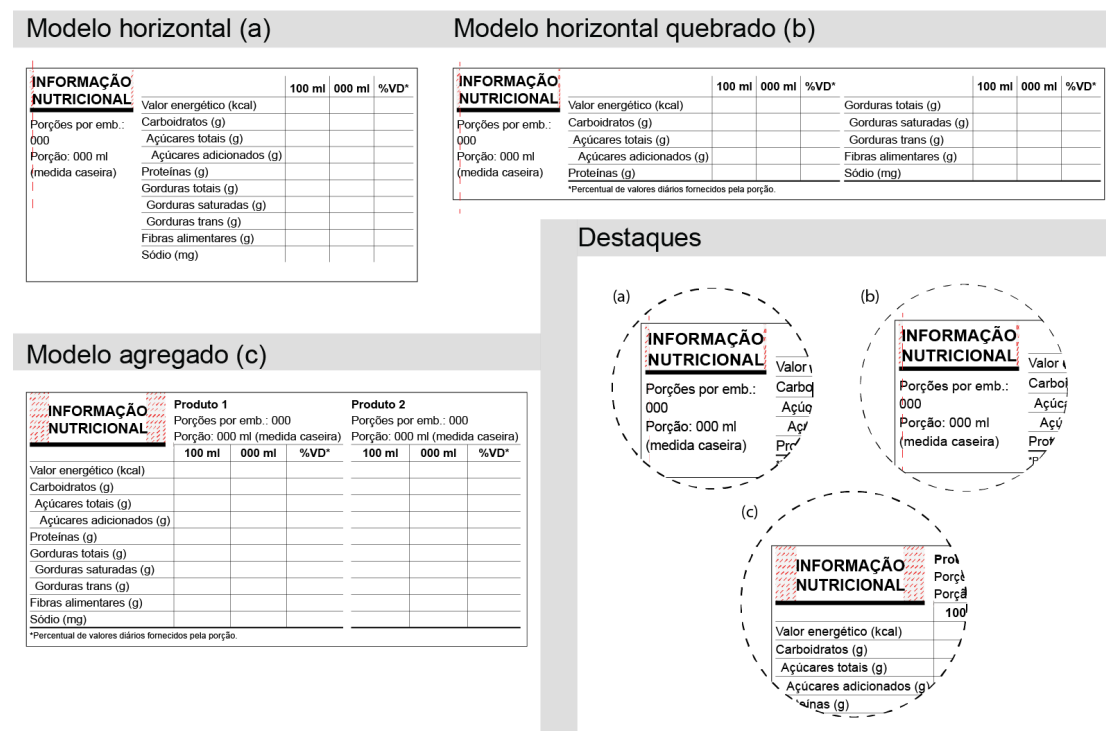 Modelo horizontal (a)
INFORMAÇÃO
NUTRICIONAL
Porções por emb.:
000
Porção: 000 ml
(medida caseira)
100 ml 000 ml %VD*
Valor energético (kcal)
Carboidratos (g)
Açúcares totais (g)
Açúcares adicionados (g)
Proteínas (g)
Gorduras totais (g)
Gorduras saturadas (g)
Gorduras trans (g)
Fibras alimentares (g)
Sódio (mg)
Modelo horizontal quebrado (b)
INFORMAÇÃO
NUTRICIONAL
Porções por emb.:
000
Porção: 000 ml
(medida caseira)
100 ml 000 ml %VD*
Valor energético (kcal)
Carboidratos (g)
Açúcares totais (g)
Açúcares adicionados (g)
Proteínas (g)
100 ml 000 ml %VD*
Gorduras totais (g)
Gorduras saturadas (g)
Gorduras trans (g)
Fibras alimentares (g)
Sódio (mg)
*Percentual de valores diários fornecidos pela porção.
Modelo agregado (c)
INFORMAÇÃO
NUTRICIONAL
Produto 1
Porções por emb.: 000
Porção: 000 ml (medida caseira)
100 ml 000 ml %VD*
Produto 2
Porções por emb.: 000
Porção: 000 ml (medida caseira)
100 ml 000 ml %VD*
Valor energético (kcal)
Carboidratos (g)
Açúcares totais (g)
Açúcares adicionados (g)
Proteínas (g)
Gorduras totais (g)
Gorduras saturadas (g)
Gorduras trans (g)
Fibras alimentares (g)
Sódio (mg)
*Percentual de valores diários fornecidos pela porção.
Destaques
(a)
INFORMAÇÃO
NUTRICIONAL
Porções por emb.:
000
Porção: 000 ml
(medida caseira)
Valor
(b)
INFORMAÇÃO
NUTRICIONAL
Porções por emb.:
000
Porção: 000 ml
(medida caseira)
Valor
(c)
INFORMAÇÃO
NUTRICIONAL
100
Valor energético (kcal)
Carboidratos (g)
Açúcares totais (g)
Açúcares adicionados (g)